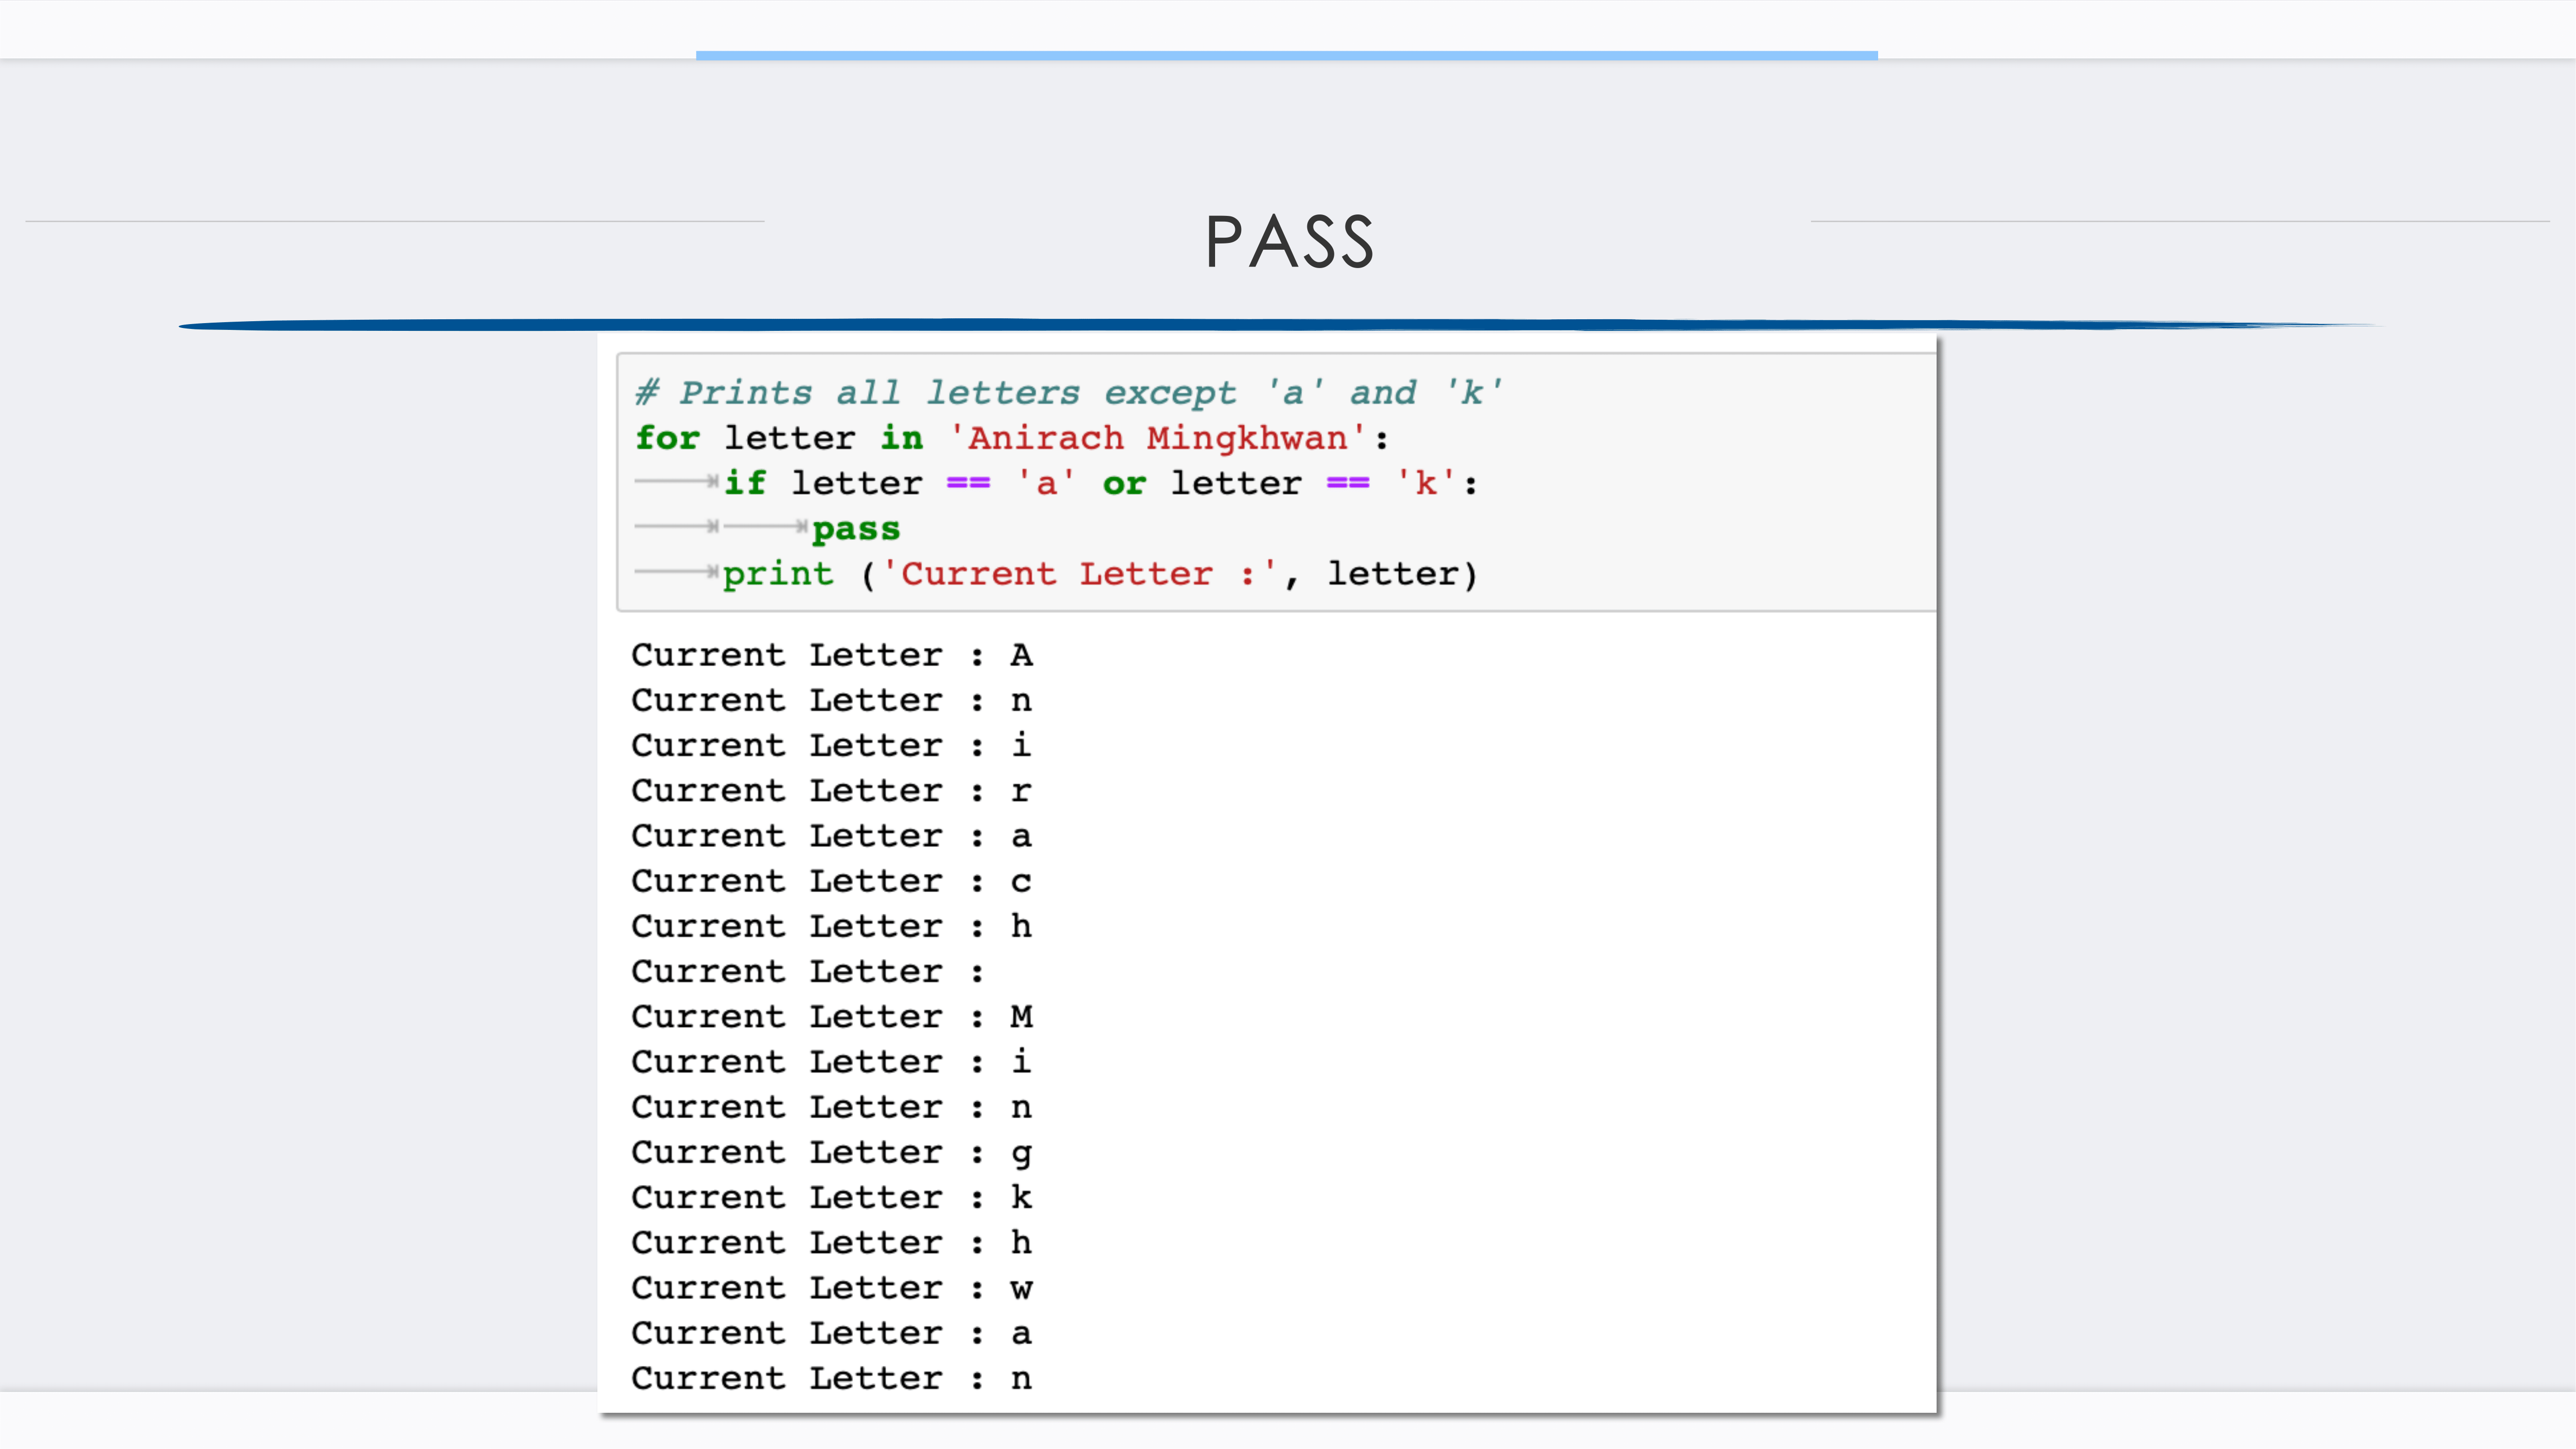 PASS
# Prints all letters except 'a' and 'k'
for letter in 'Anirach Mingkhwan':
if letter == 'a' or letter == 'k':
pass
print ('Current Letter :', letter)
Current Letter : A
Current Letter : n
Current Letter : i
Current Letter : r
Current Letter : a
Current Letter : c
Current Letter : h
Current Letter :
Current Letter : M
Current Letter : i
Current Letter : n
Current Letter : g
Current Letter : k
Current Letter : h
Current Letter : w
Current Letter : a
Current Letter : n